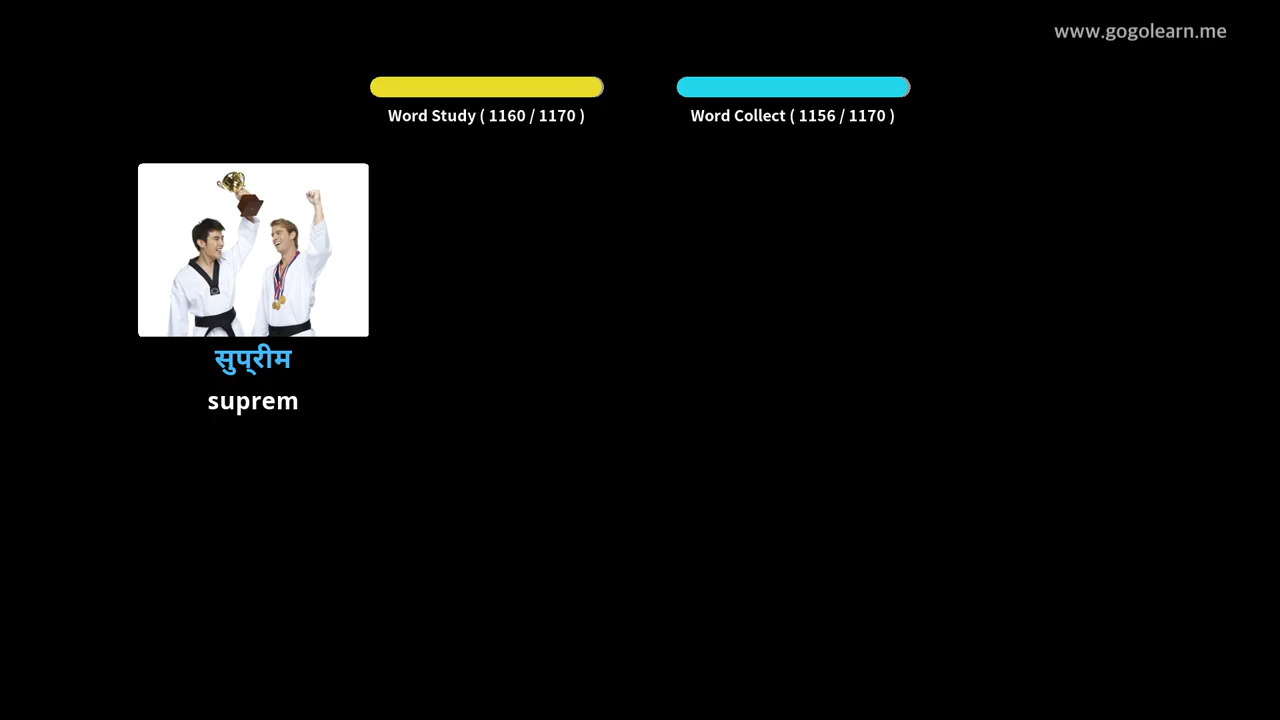 www.gogolearn.me
Word Study ( 1160 / 1170 )
Word Collect ( 1156 / 1170 )
सुप्रीम
suprem